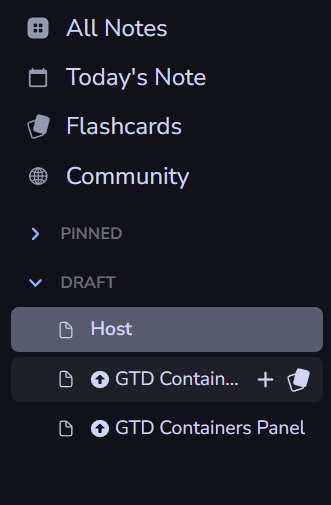 All Notes
Today's Note
Flashcards
Community
PINNED
DRAFT
Host
GTD Contain...
GTD Containers Panel